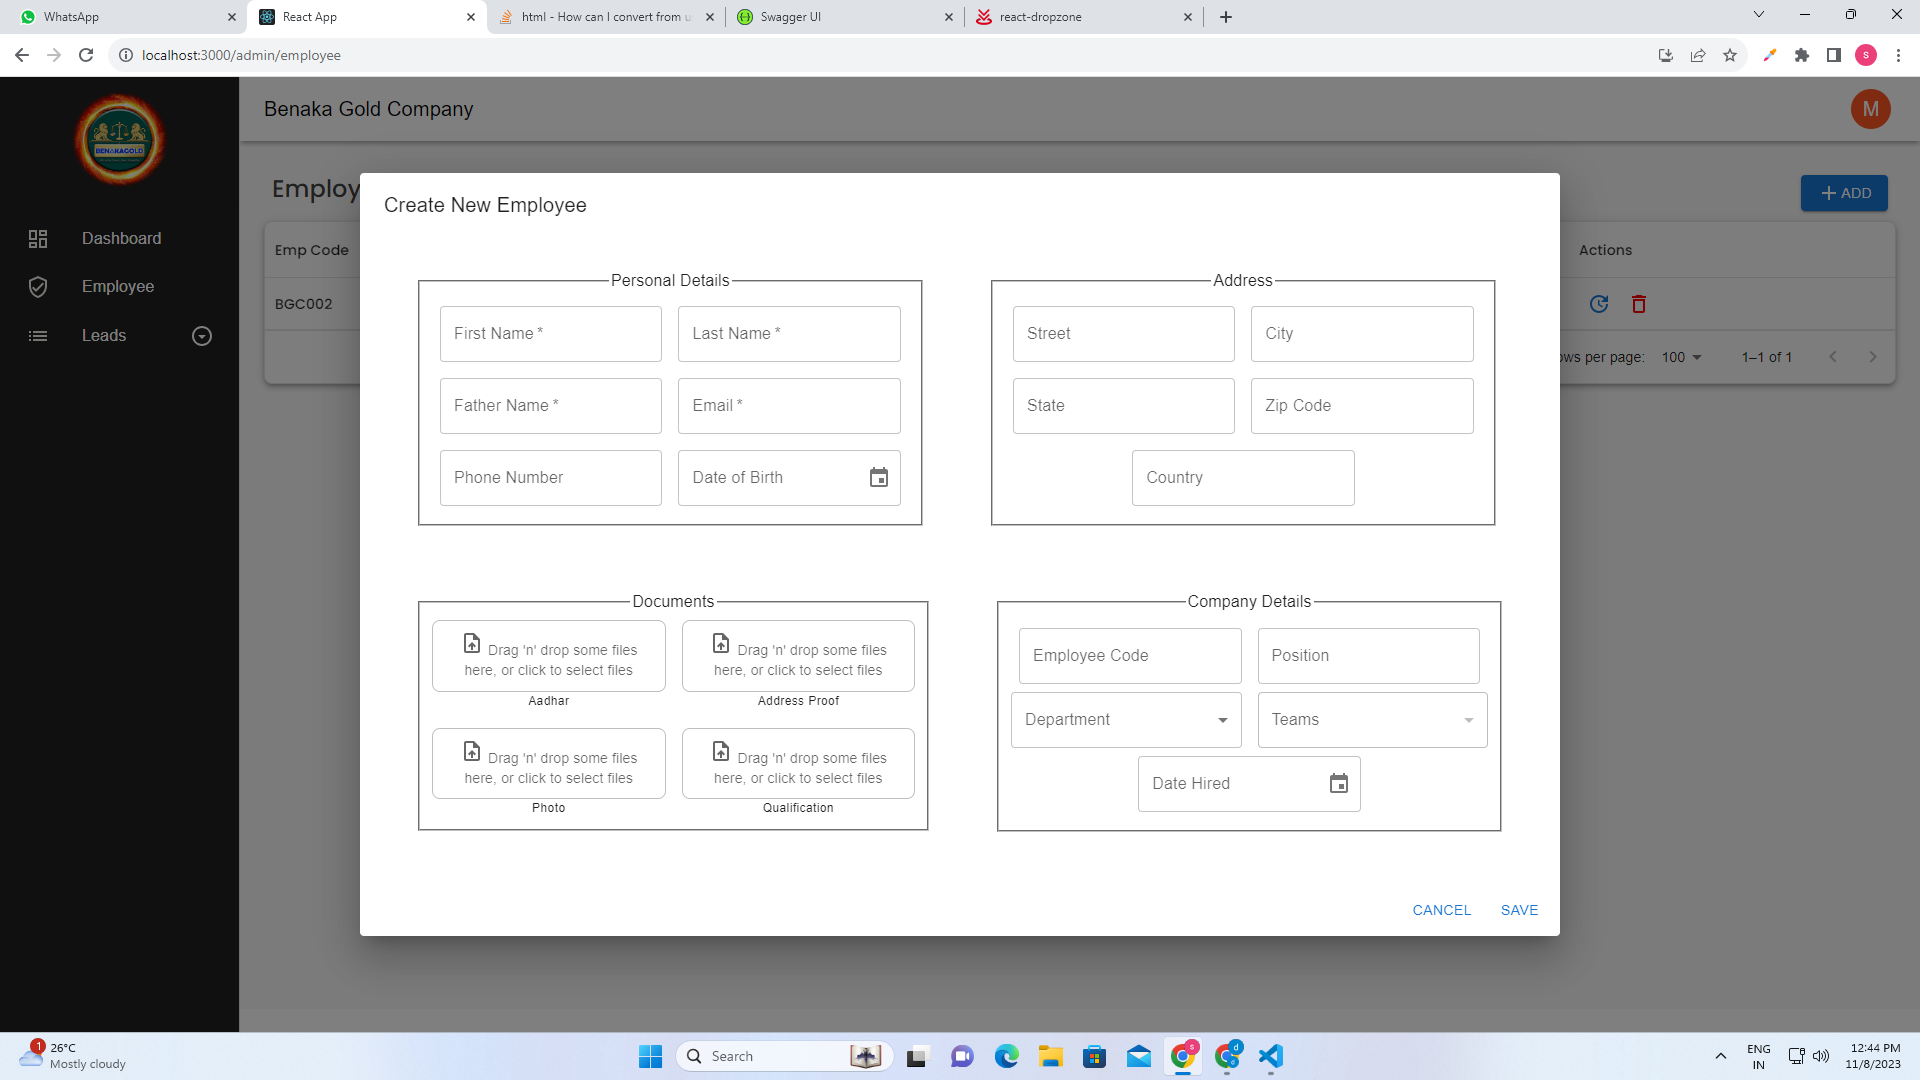 WhatsApp
React App
html - How can I convert from u
Swagger UI
react-dropzone
localhost:3000/admin/employee
S
BENAKAGOLD
Benaka Gold Company
M
Dashboard
Employee
Leads
Employ
ADD
Emp Code
Actions
BGC002
ows per page: 100 1–1 of 1
Create New Employee
Personal Details
First Name *
Last Name *
Father Name *
Email *
Phone Number
Date of Birth
Address
Street
City
State
Zip Code
Country
Documents
Drag 'n' drop some files
here, or click to select files
Aadhar
Drag 'n' drop some files
here, or click to select files
Address Proof
Drag 'n' drop some files
here, or click to select files
Photo
Drag 'n' drop some files
here, or click to select files
Qualification
Company Details
Employee Code
Position
Department
Teams
Date Hired
CANCEL
SAVE
1
26°C
Mostly cloudy
Search
S
d
ENG
IN
12:44 PM
11/8/2023